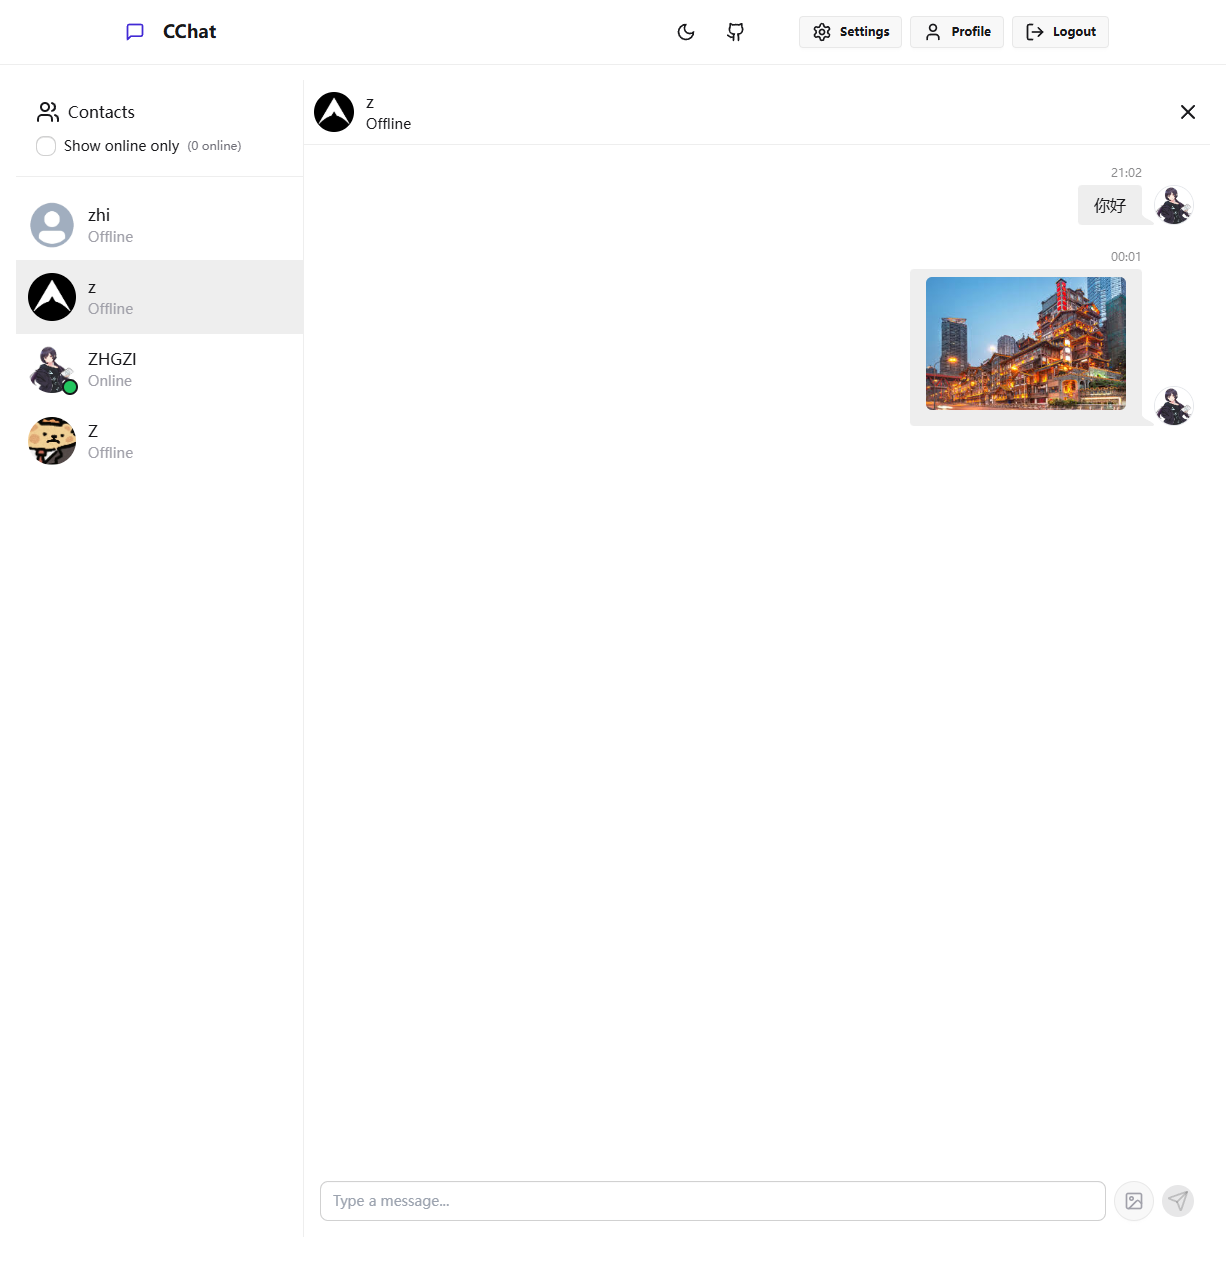 CChat
Settings
Profile
Logout
Contacts
Show online only (0 online)
zhi
Offline
z
Offline
ZHGZI
Online
Z
Offline
z
Offline
21:02
你好
00:01
Type a message...